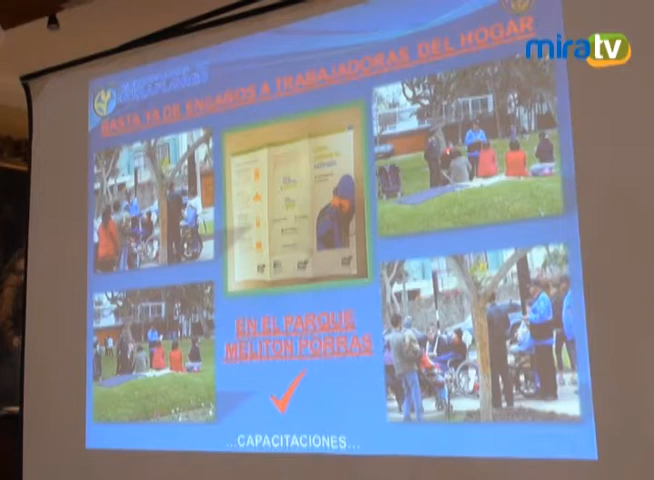 miratv
BASTA YA DE ENGAÑOS A TRABAJADORAS DEL HOGAR
EN EL PARQUE
MELITON PORRAS
...CAPACITACIONES...